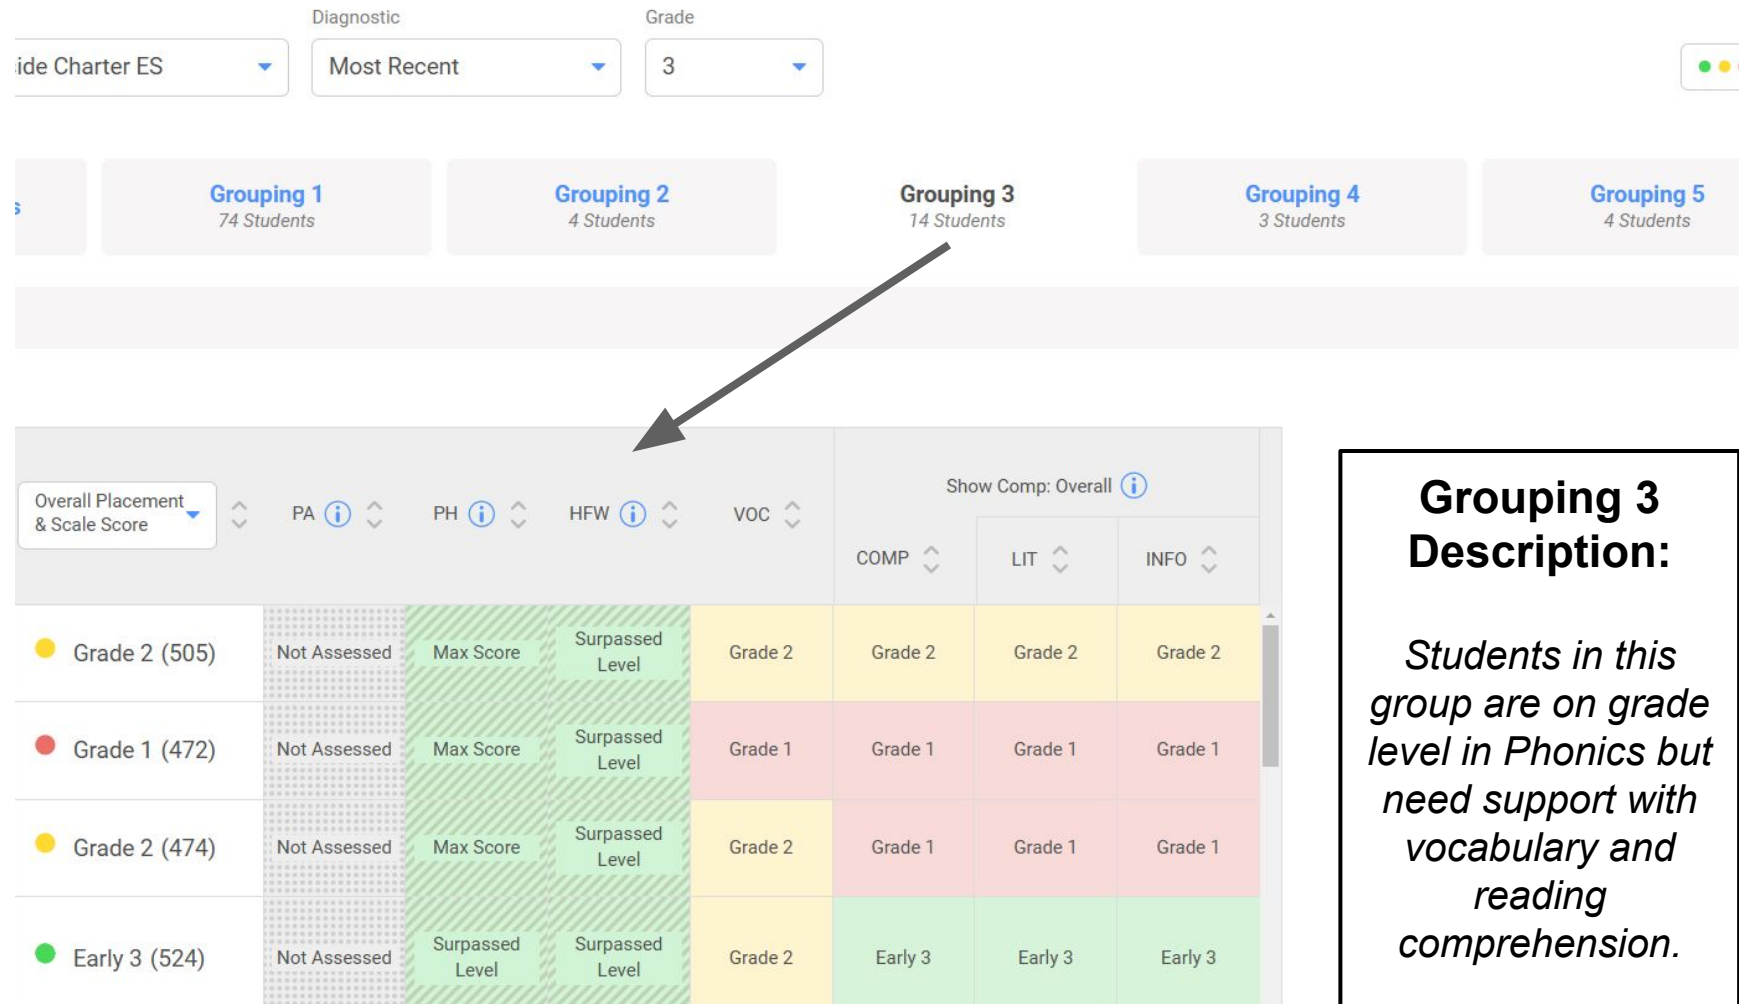 Diagnostic
Grade
side Charter ES
Most Recent
3
s
Grouping 1
74 Students
Grouping 2
4 Students
Grouping 3
14 Students
Grouping 4
3 Students
Grouping 5
4 Students
Overall Placement
& Scale Score
PA
PH
HFW
VOC
Show Comp: Overall
COMP
LIT
INFO
Grade 2 (505)
Not Assessed
Max Score
Surpassed
Level
Grade 2
Grade 2
Grade 2
Grade 2
Grade 1 (472)
Not Assessed
Max Score
Surpassed
Level
Grade 1
Grade 1
Grade 1
Grade 1
Grade 2 (474)
Not Assessed
Max Score
Surpassed
Level
Grade 2
Grade 1
Grade 1
Grade 1
Early 3 (524)
Not Assessed
Surpassed
Level
Surpassed
Level
Grade 2
Early 3
Early 3
Early 3
Grouping 3
Description:
Students in this
group are on grade
level in Phonics but
need support with
vocabulary and
reading
comprehension.